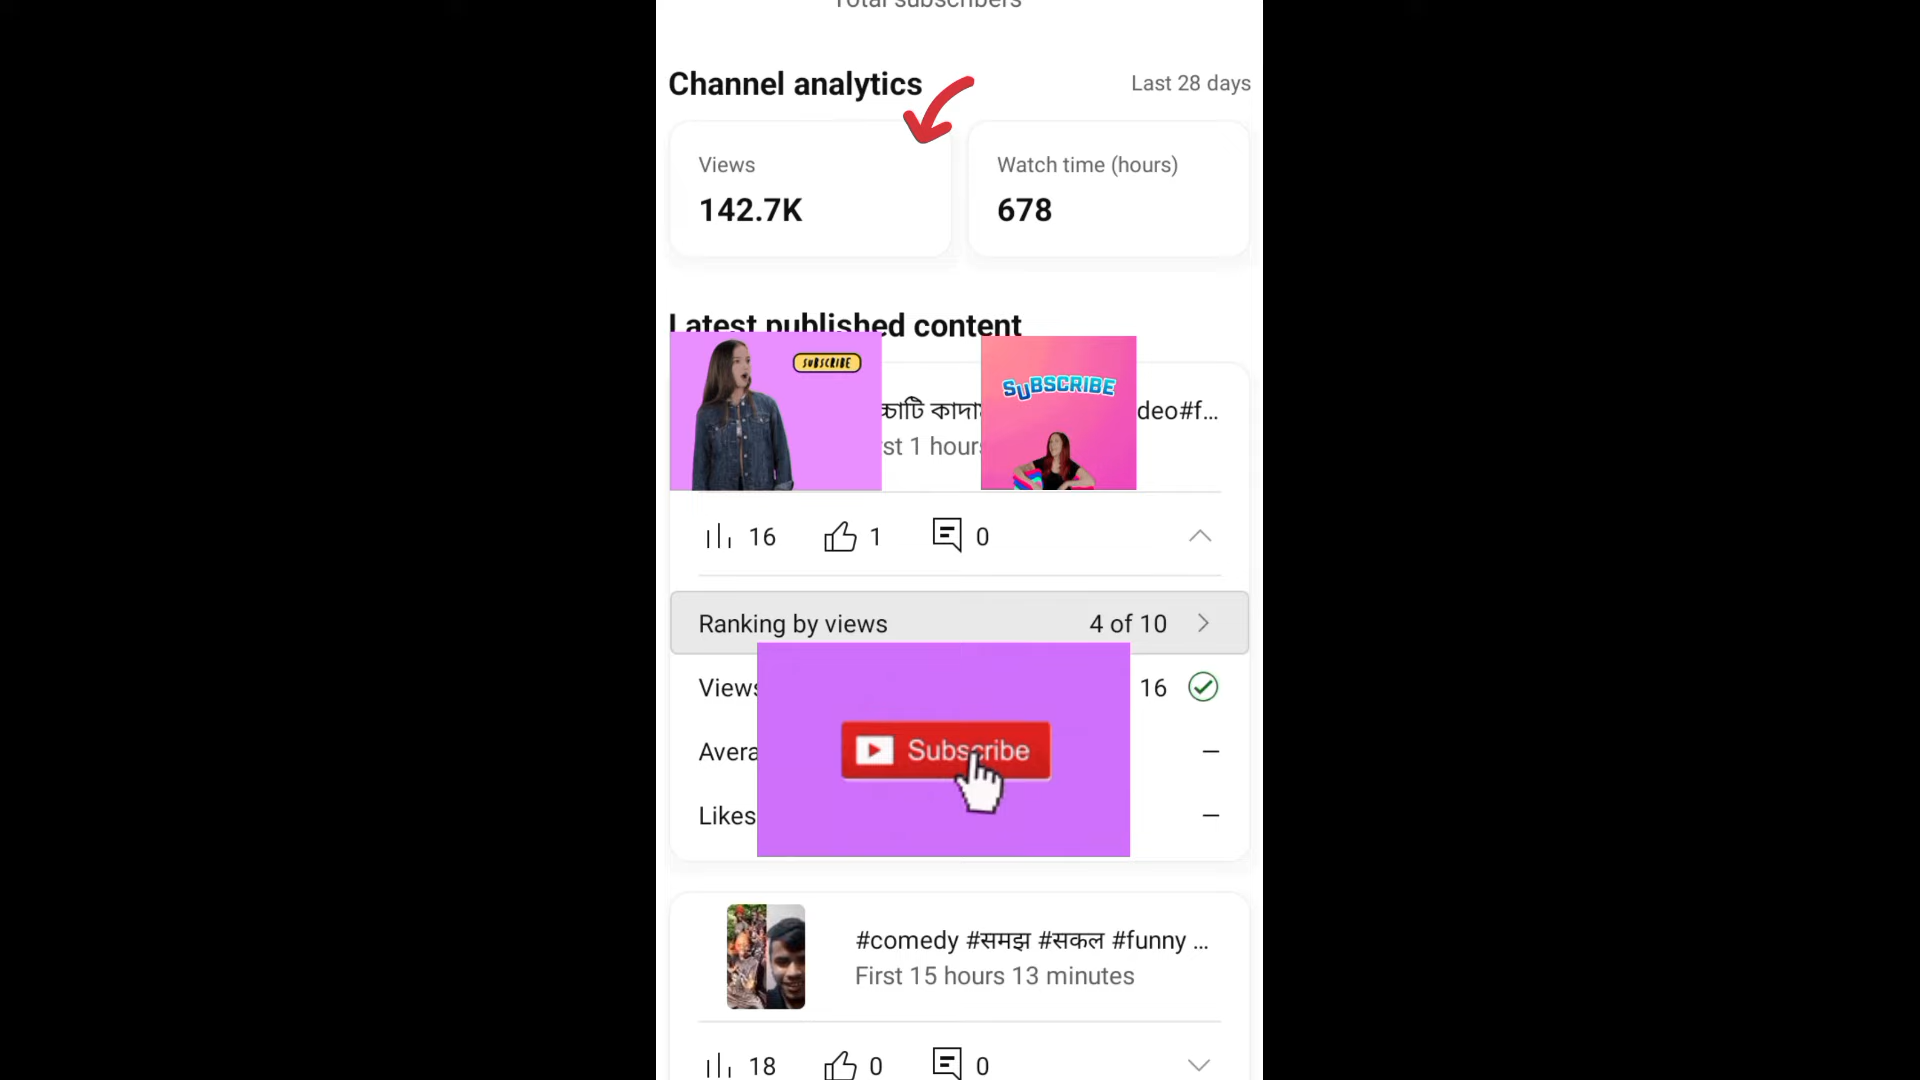 Total subscribers
Channel analytics
Last 28 days
Views
Watch time (hours)
142.7K
678
Latest published content
SUBSCRIBE
SUBSCRIBE
চ্চাটি কাদা
deo#f...
st 1 hour
16
1
0
Ranking by views
4 of 10
Views
16
Subscribe
Avera
Likes
#comedy #समझ #सकल #funny ...
First 15 hours 13 minutes
18
0
0